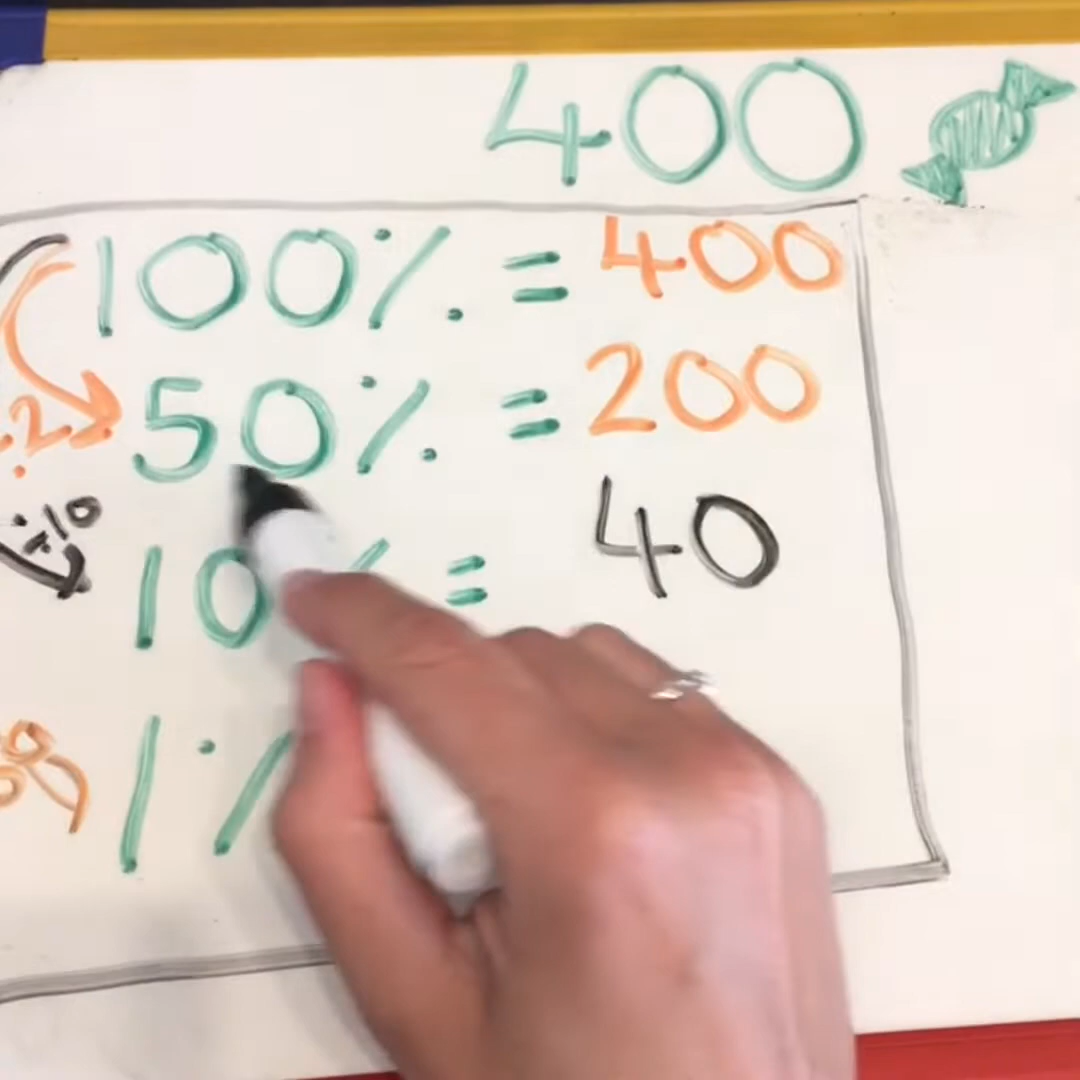 400
100% = 400
50% = 200
÷2
÷10
10% = 40
1%